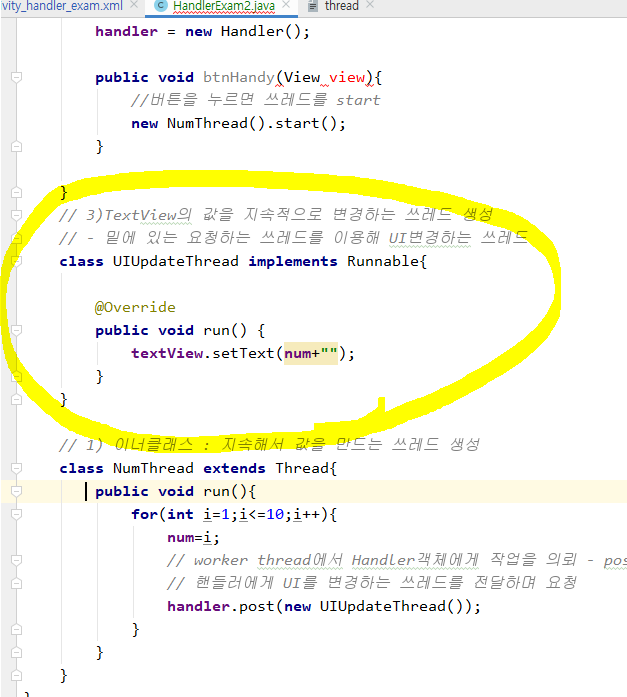 vity_handler_exam.xml × HandlerExam2.java × thread ×
handler = new Handler();
public void btnHandy(View view){
//버튼을 누르면 쓰레드를 start
new NumThread().start();
}
}
// 3)TextView의 값을 지속적으로 변경하는 쓰레드 생성
// - 밑에 있는 요청하는 쓰레드를 이용해 UI변경하는 쓰레드
class UIUpdateThread implements Runnable{
@Override
public void run() {
textView.setText(num+"");
}
}
// 1) 이너클래스 : 지속해서 값을 만드는 쓰레드 생성
class NumThread extends Thread{
public void run(){
for(int i=1;i<=10;i++){
num=i;
// worker thread에서 Handler객체에게 작업을 의뢰 - pos
// 핸들러에게 UI를 변경하는 쓰레드를 전달하며 요청
handler.post(new UIUpdateThread());
}
}
}
}